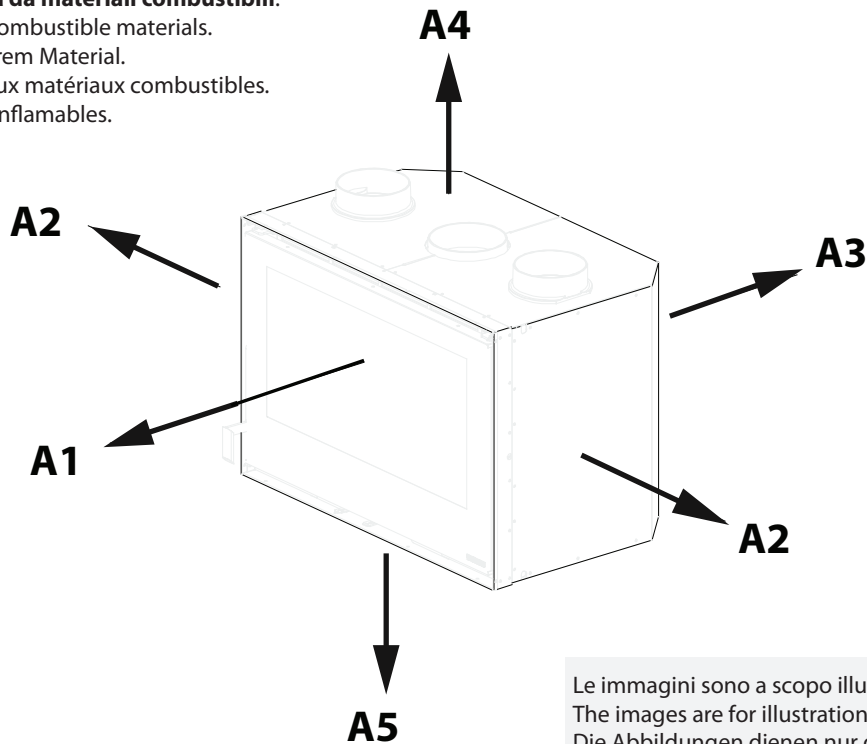 da materiali combustibili.
ombustible materials.
rem Material.
ux matériaux combustibles.
nflamables.
A4
A2
A3
A1
A2
A5
Le immagini sono a scopo illu
The images are for illustration
Die Abbildungen dienen nur